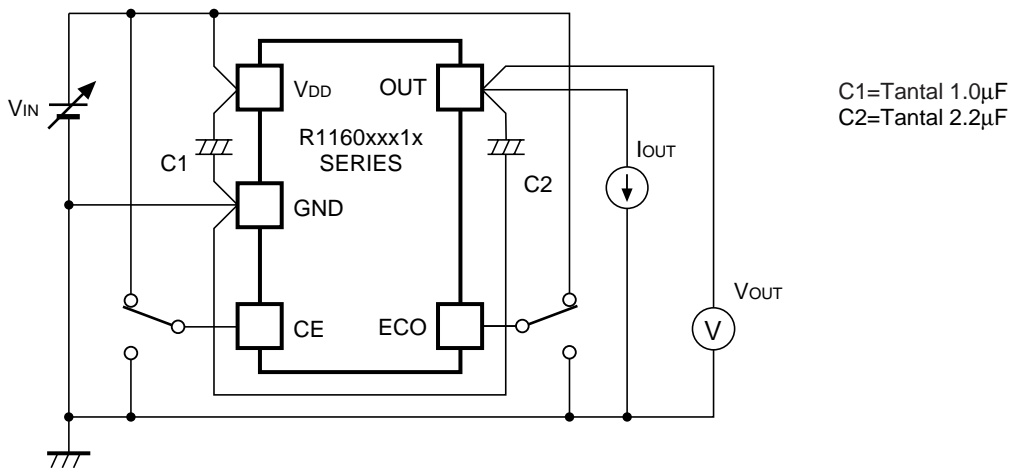 VDD
OUT
C1=Tantal 1.0μF
C2=Tantal 2.2μF
VIN
R1160xxx1x
SERIES
C1
C2
IOUT
GND
VOUT
CE
ECO
V